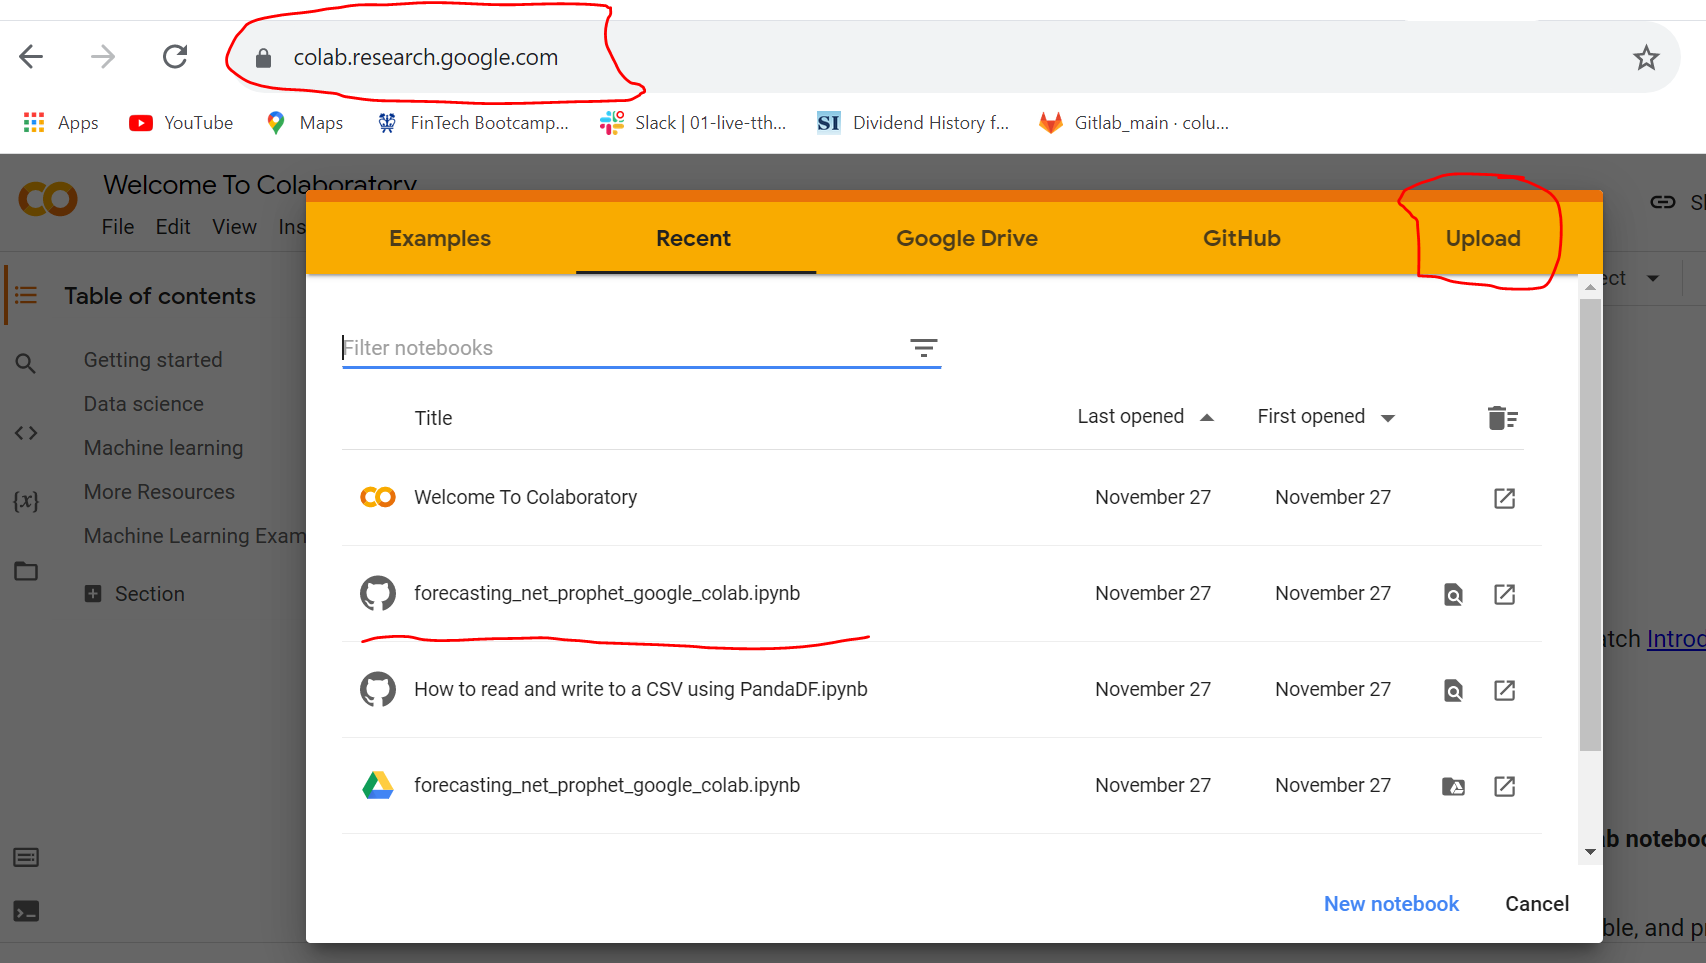 colab.research.google.com
Apps YouTube Maps FinTech Bootcamp... Slack | 01-live-tth... Dividend History f... Gitlab_main · colu...
Welcome To Colaboratory
File Edit View Ins
Examples Recent Google Drive GitHub Upload
ect
Table of contents
Filter notebooks
Getting started
Data science
Title Last opened First opened
Machine learning
More Resources
Welcome To Colaboratory November 27 November 27
Machine Learning Exam
Section
forecasting_net_prophet_google_colab.ipynb November 27 November 27
atch Introd
How to read and write to a CSV using PandaDF.ipynb November 27 November 27
forecasting_net_prophet_google_colab.ipynb November 27 November 27
ab noteboo
New notebook Cancel
ble, and pr